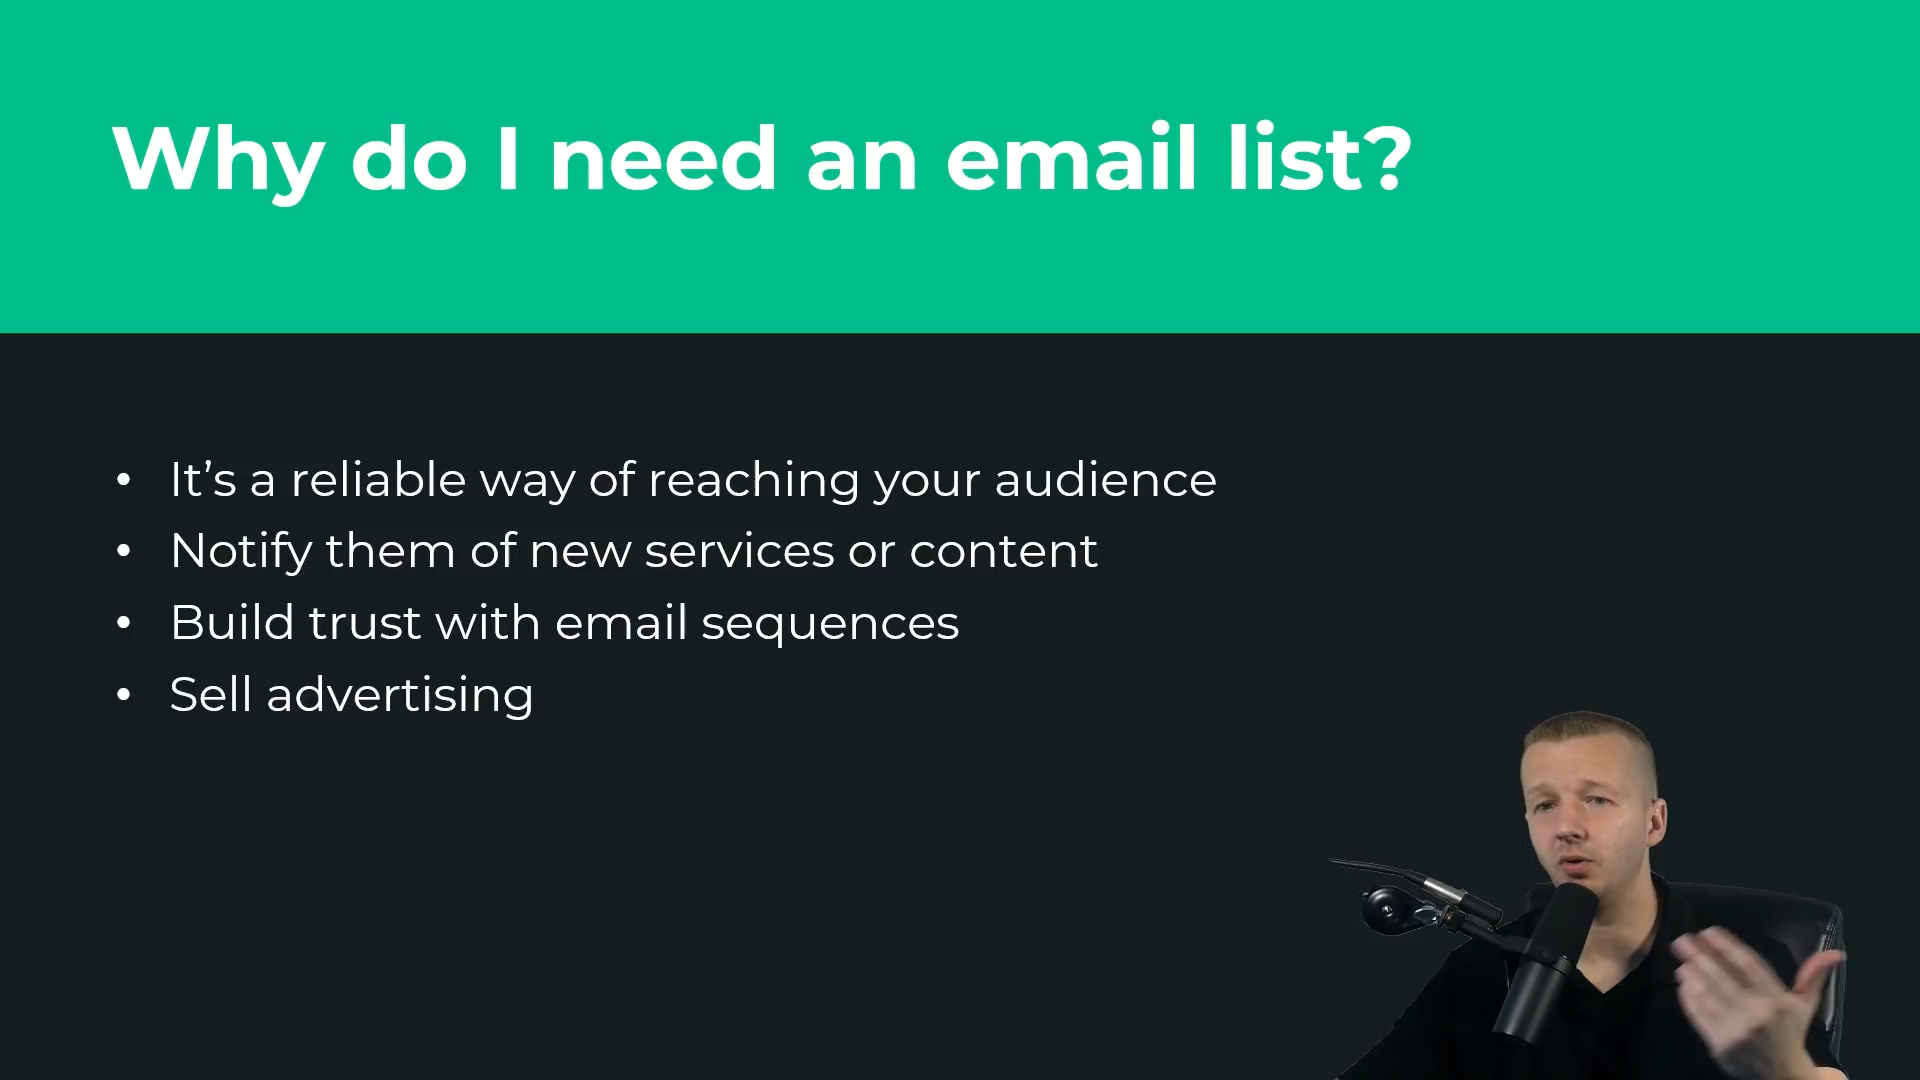 Why do I need an email list?
• It’s a reliable way of reaching your audience
• Notify them of new services or content
• Build trust with email sequences
• Sell advertising